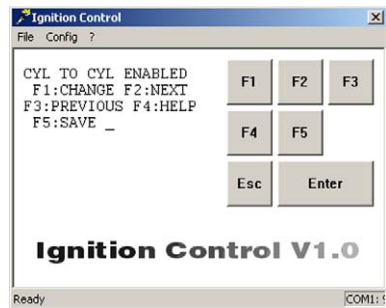 Ignition Control
File Config ?
CYL TO CYL ENABLED
F1:CHANGE F2:NEXT
F3:PREVIOUS F4:HELP
F5:SAVE _
F1 F2 F3
F4 F5
Esc Enter
Ignition Control V1.0
Ready COM1: